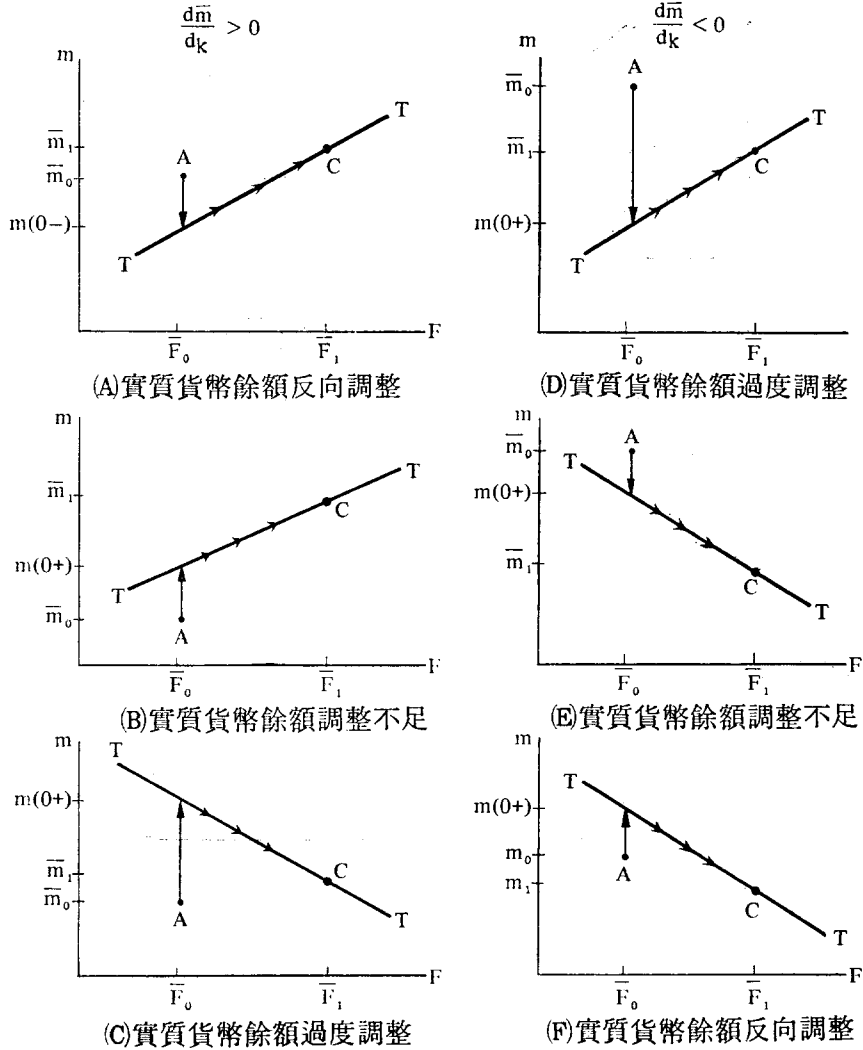 dm̄/dk > 0
dm̄/dk < 0
m
m̄₁
m̄₀
m(0−)
A
T
C
T
F̄₀
F̄₁
F
(A)實質貨幣餘額反向調整
m
m̄₀
m̄₁
m(0+)
A
T
C
T
F̄₀
F̄₁
(D)實質貨幣餘額過度調整
m
m̄₁
m(0+)
m̄₀
T
C
T
A
F̄₀
F̄₁
F
(B)實質貨幣餘額調整不足
m
m̄₀
m(0+)
m̄₁
A
T
C
T
F̄₀
F̄₁
F
(E)實質貨幣餘額調整不足
m
T
m(0+)
m̄₁
m̄₀
A
C
T
F̄₀
F̄₁
F
(C)實質貨幣餘額過度調整
m
T
m(0+)
m₀
m₁
A
C
T
F̄₀
F̄₁
F
(F)實質貨幣餘額反向調整